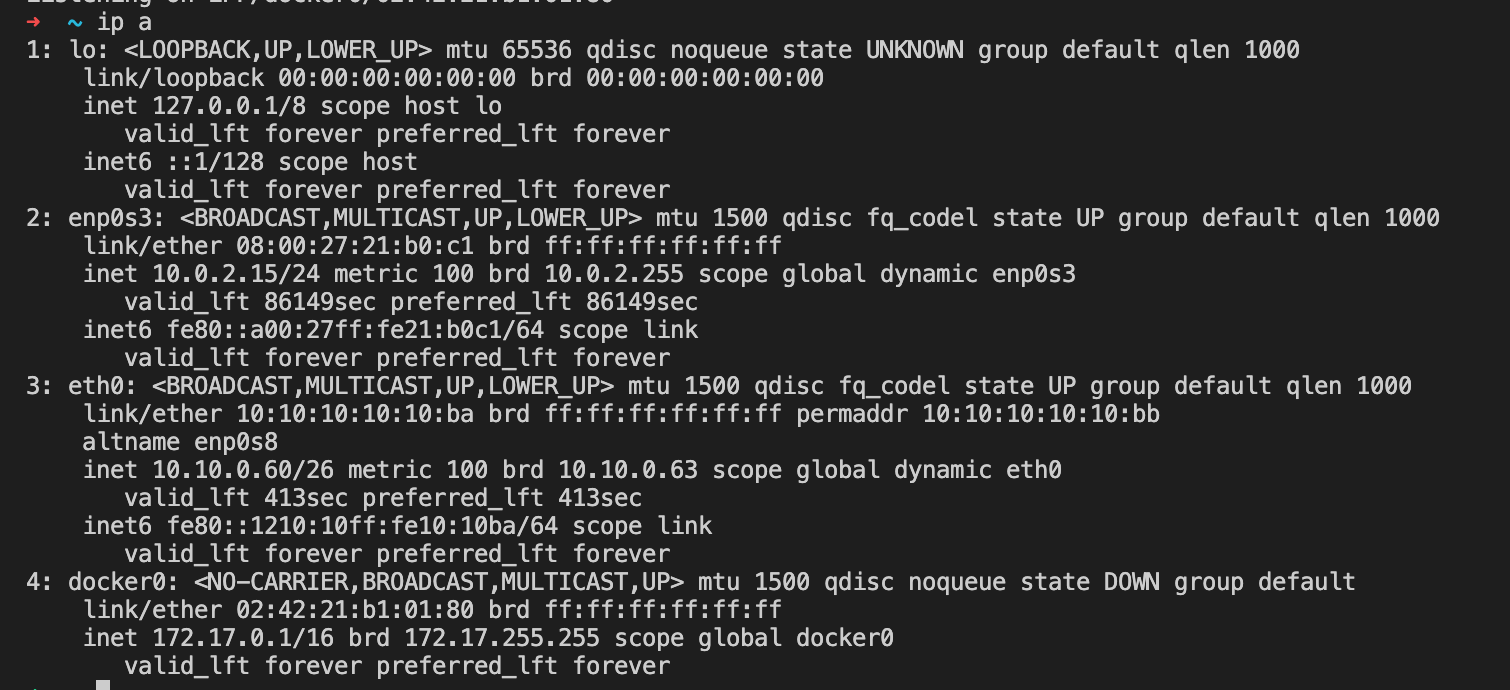 Listening on LPF/docker0/02:42:21:b1:01:80
➜  ~ ip a
1: lo: <LOOPBACK,UP,LOWER_UP> mtu 65536 qdisc noqueue state UNKNOWN group default qlen 1000
    link/loopback 00:00:00:00:00:00 brd 00:00:00:00:00:00
    inet 127.0.0.1/8 scope host lo
       valid_lft forever preferred_lft forever
    inet6 ::1/128 scope host
       valid_lft forever preferred_lft forever
2: enp0s3: <BROADCAST,MULTICAST,UP,LOWER_UP> mtu 1500 qdisc fq_codel state UP group default qlen 1000
    link/ether 08:00:27:21:b0:c1 brd ff:ff:ff:ff:ff:ff
    inet 10.0.2.15/24 metric 100 brd 10.0.2.255 scope global dynamic enp0s3
       valid_lft 86149sec preferred_lft 86149sec
    inet6 fe80::a00:27ff:fe21:b0c1/64 scope link
       valid_lft forever preferred_lft forever
3: eth0: <BROADCAST,MULTICAST,UP,LOWER_UP> mtu 1500 qdisc fq_codel state UP group default qlen 1000
    link/ether 10:10:10:10:10:ba brd ff:ff:ff:ff:ff:ff permaddr 10:10:10:10:10:bb
    altname enp0s8
    inet 10.10.0.60/26 metric 100 brd 10.10.0.63 scope global dynamic eth0
       valid_lft 413sec preferred_lft 413sec
    inet6 fe80::1210:10ff:fe10:10ba/64 scope link
       valid_lft forever preferred_lft forever
4: docker0: <NO-CARRIER,BROADCAST,MULTICAST,UP> mtu 1500 qdisc noqueue state DOWN group default
    link/ether 02:42:21:b1:01:80 brd ff:ff:ff:ff:ff:ff
    inet 172.17.0.1/16 brd 172.17.255.255 scope global docker0
       valid_lft forever preferred_lft forever